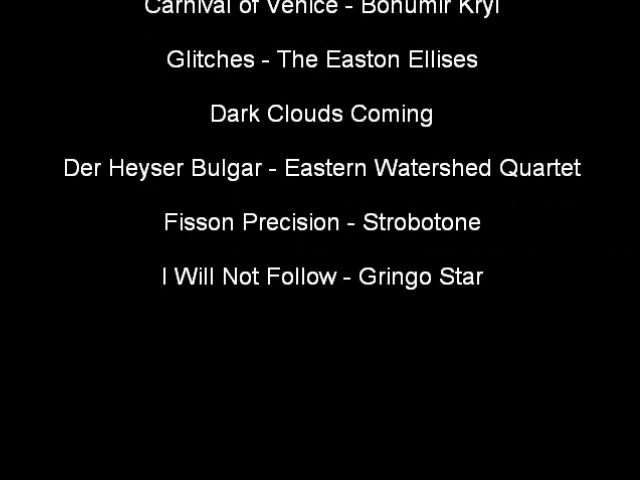 Carnival of Venice - Bohumir Kryl
Glitches - The Easton Ellises
Dark Clouds Coming
Der Heyser Bulgar - Eastern Watershed Quartet
Fisson Precision - Strobotone
I Will Not Follow - Gringo Star